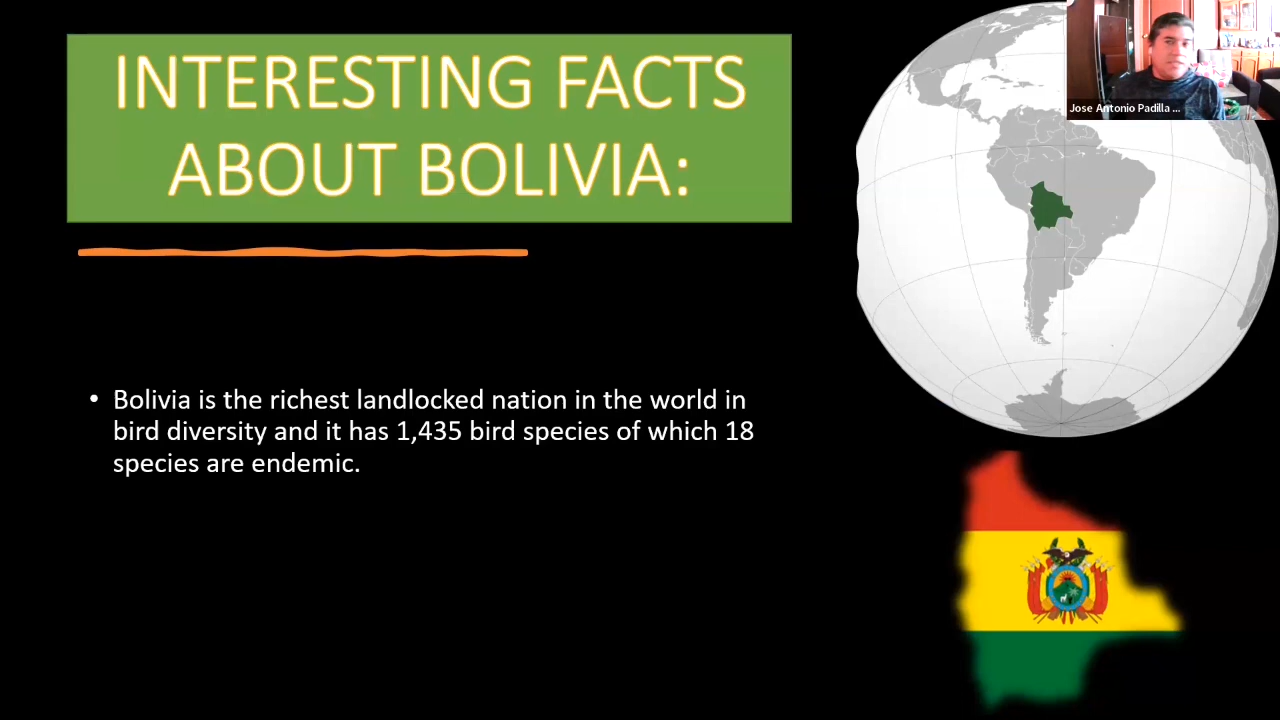 INTERESTING FACTS
ABOUT BOLIVIA:
Jose Antonio Padilla ...
• Bolivia is the richest landlocked nation in the world in
bird diversity and it has 1,435 bird species of which 18
species are endemic.